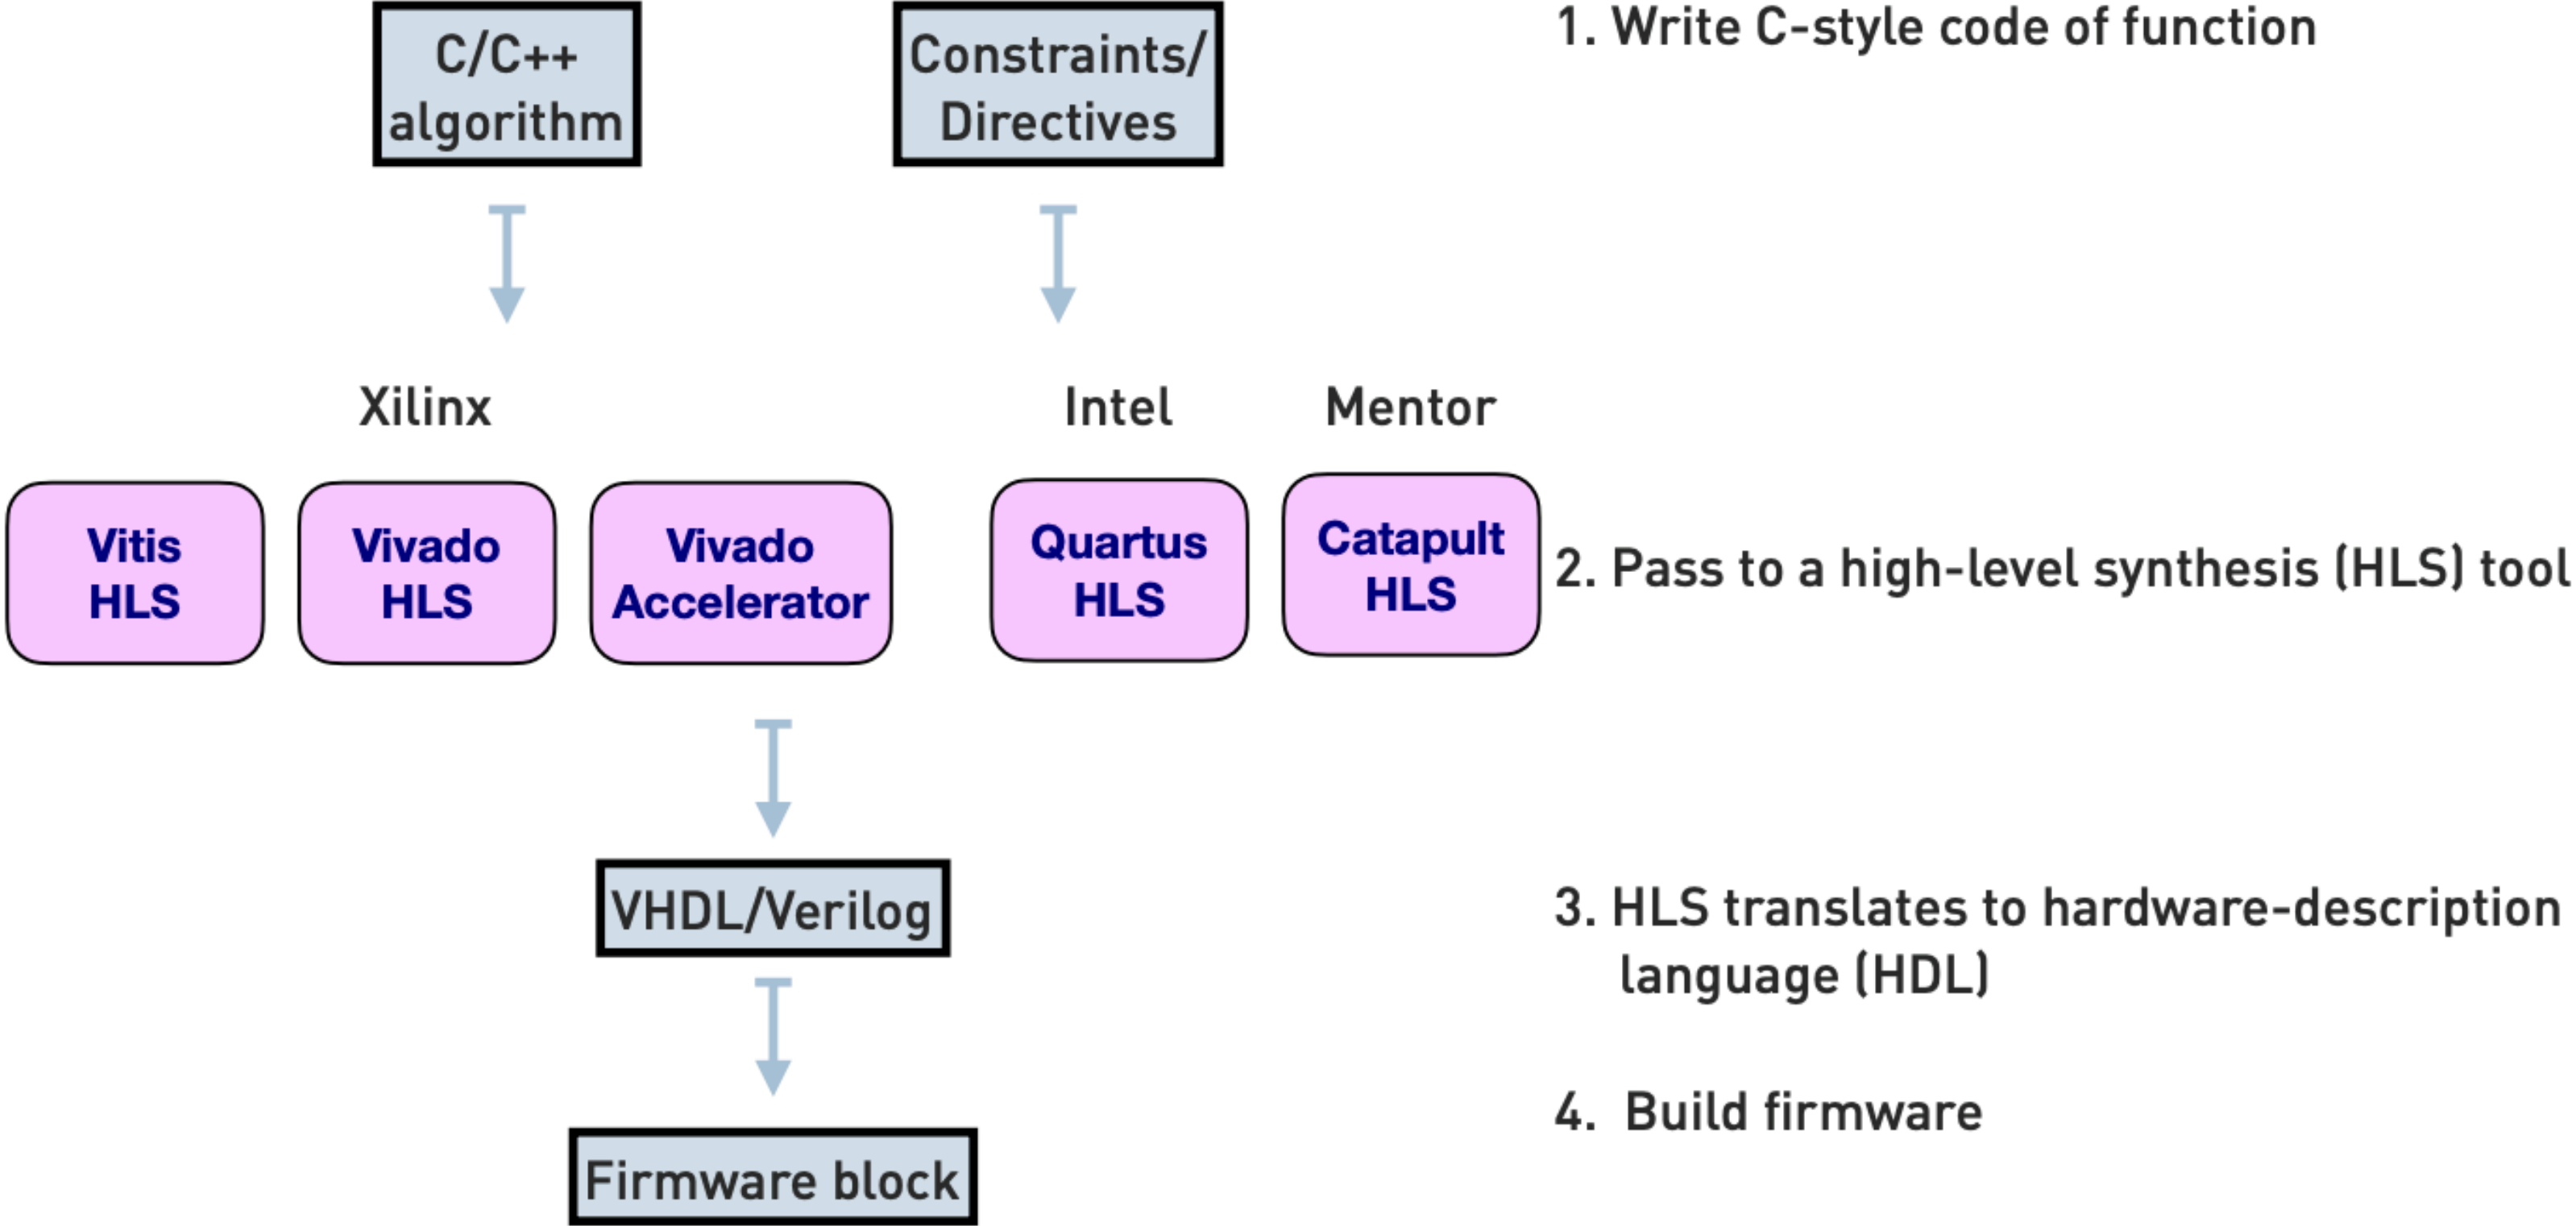 C/C++
algorithm
Constraints/
Directives
1. Write C-style code of function
Xilinx
Intel
Mentor
Vitis
HLS
Vivado
HLS
Vivado
Accelerator
Quartus
HLS
Catapult
HLS
2. Pass to a high-level synthesis (HLS) tool
VHDL/Verilog
3. HLS translates to hardware-description
language (HDL)
4. Build firmware
Firmware block